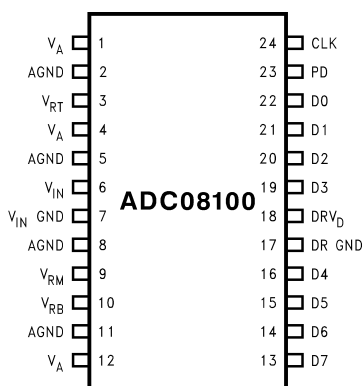 V_A 1 24 CLK
AGND 2 23 PD
V_RT 3 22 D0
V_A 4 21 D1
AGND 5 20 D2
V_IN 6 19 D3
ADC08100
V_IN GND 7 18 DRV_D
AGND 8 17 DR GND
V_RM 9 16 D4
V_RB 10 15 D5
AGND 11 14 D6
V_A 12 13 D7